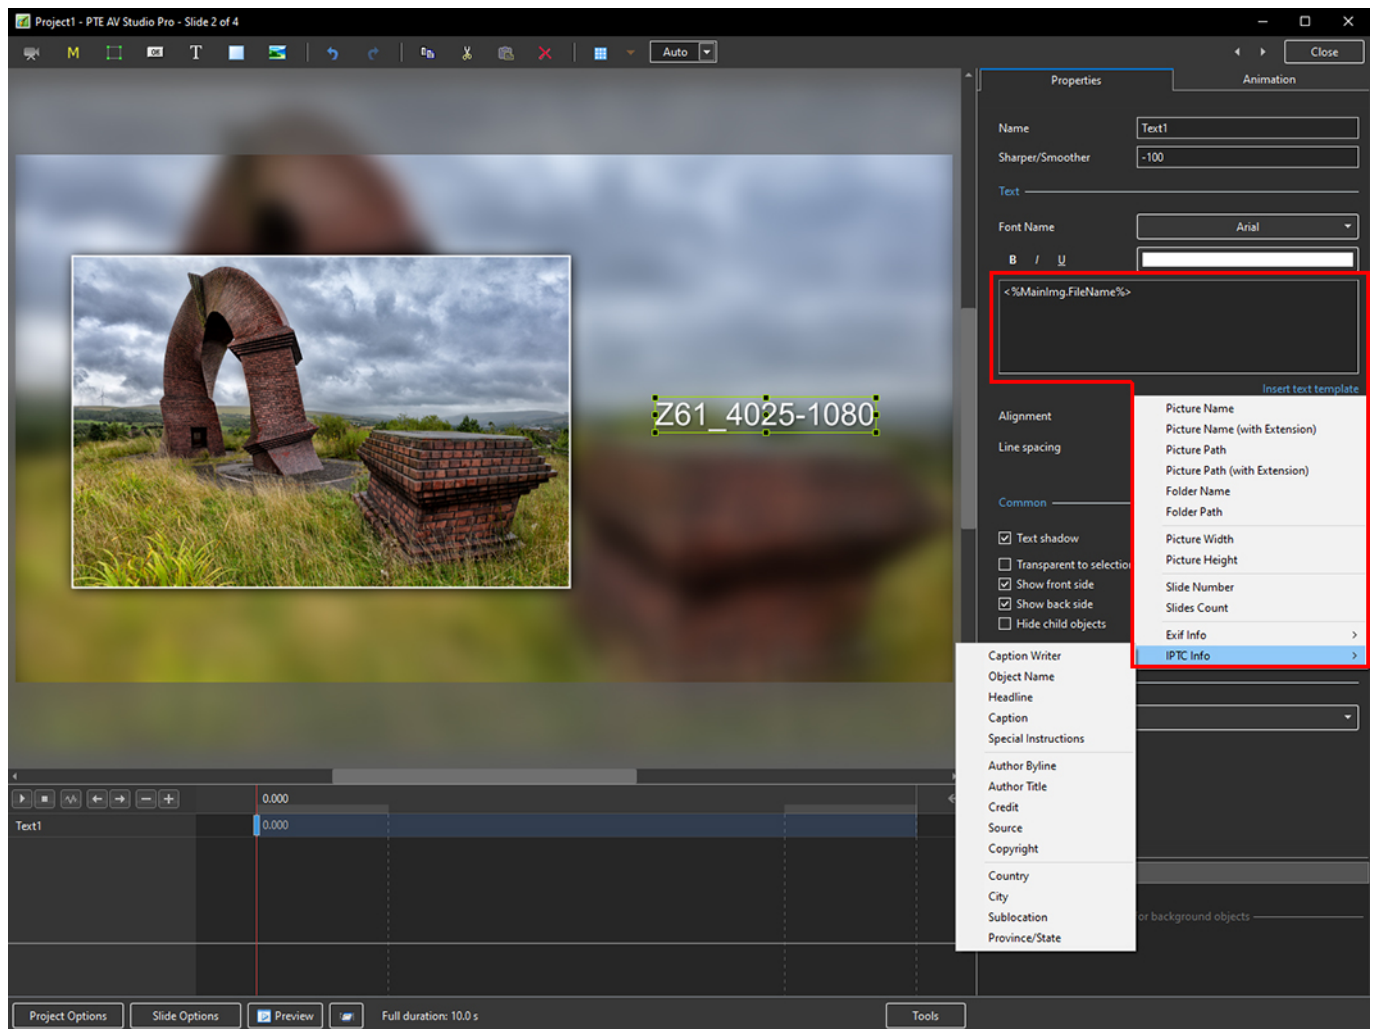 Project1 - PTE AV Studio Pro - Slide 2 of 4
M
OK
T
Auto
Close
Properties
Animation
Name
Text1
Sharper/Smoother
-100
Text
Font Name
Arial
B I U
<%MainImg.FileName%>
Insert text template
Z61_4025-1080
Alignment
Line spacing
Common
Text shadow
Transparent to selection
Show front side
Show back side
Hide child objects
Picture Name
Picture Name (with Extension)
Picture Path
Picture Path (with Extension)
Folder Name
Folder Path
Picture Width
Picture Height
Slide Number
Slides Count
Exif Info
IPTC Info
Caption Writer
Object Name
Headline
Caption
Special Instructions
Author Byline
Author Title
Credit
Source
Copyright
Country
City
Sublocation
Province/State
or background objects
0.000
Text1
0.000
Project Options
Slide Options
Preview
Full duration: 10.0 s
Tools